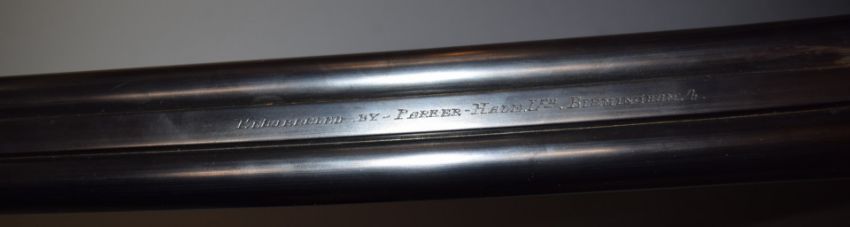 BY - PARKER-HALE, LTD, BIRMINGHAM, 4.